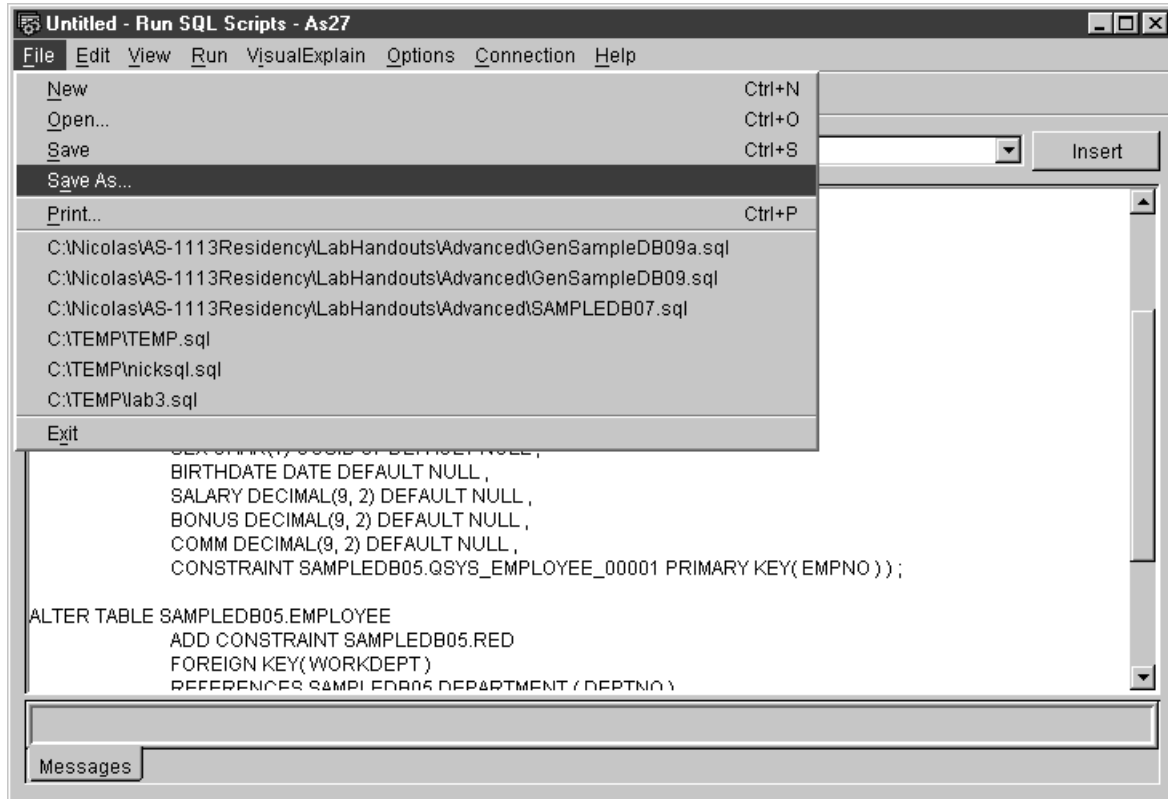 Untitled - Run SQL Scripts - As27
File Edit View Run VisualExplain Options Connection Help
New Ctrl+N
Open... Ctrl+O
Save Ctrl+S
Insert
Save As...
Print... Ctrl+P
C:\Nicolas\AS-1113Residency\LabHandouts\Advanced\GenSampleDB09a.sql
C:\Nicolas\AS-1113Residency\LabHandouts\Advanced\GenSampleDB09.sql
C:\Nicolas\AS-1113Residency\LabHandouts\Advanced\SAMPLEDB07.sql
C:\TEMP\TEMP.sql
C:\TEMP\nicksql.sql
C:\TEMP\lab3.sql
Exit
BIRTHDATE DATE DEFAULT NULL ,
SALARY DECIMAL(9, 2) DEFAULT NULL ,
BONUS DECIMAL(9, 2) DEFAULT NULL ,
COMM DECIMAL(9, 2) DEFAULT NULL ,
CONSTRAINT SAMPLEDB05.QSYS_EMPLOYEE_00001 PRIMARY KEY( EMPNO ) ) ;
ALTER TABLE SAMPLEDB05.EMPLOYEE
ADD CONSTRAINT SAMPLEDB05.RED
FOREIGN KEY( WORKDEPT )
REFERENCES SAMPLEDB05.DEPARTMENT ( DEPTNO )
Messages